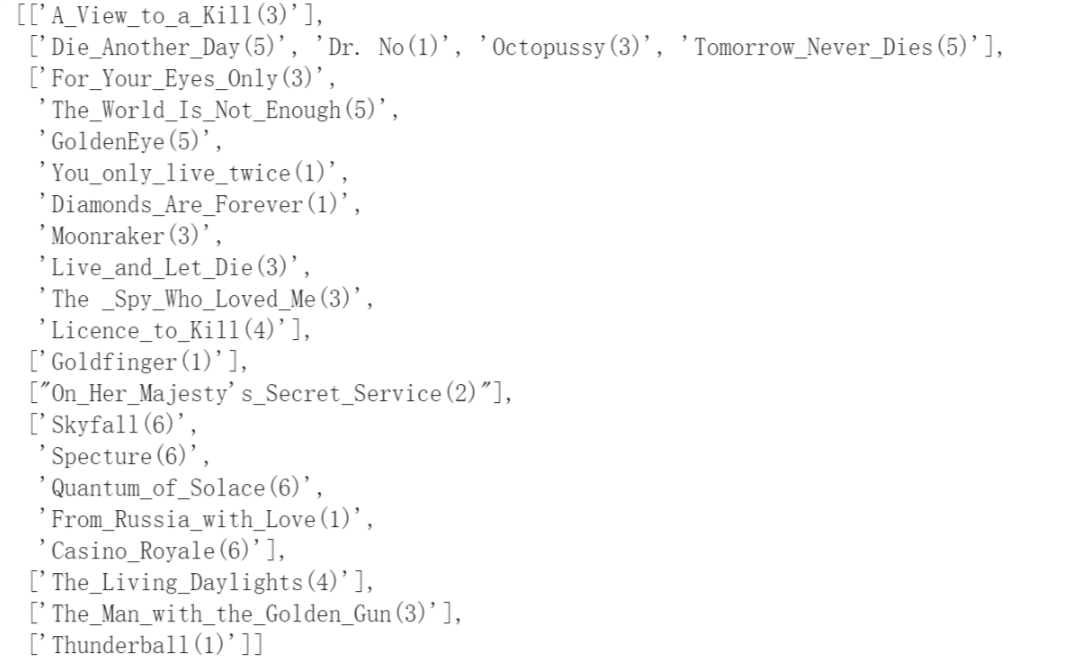 [['A_View_to_a_Kill(3)'],
['Die_Another_Day(5)', 'Dr. No(1)', 'Octopussy(3)', 'Tomorrow_Never_Dies(5)'],
['For_Your_Eyes_Only(3)',
'The_World_Is_Not_Enough(5)',
'GoldenEye(5)',
'You_only_live_twice(1)',
'Diamonds_Are_Forever(1)',
'Moonraker(3)',
'Live_and_Let_Die(3)',
'The _Spy_Who_Loved_Me(3)',
'Licence_to_Kill(4)'],
['Goldfinger(1)'],
["On_Her_Majesty's_Secret_Service(2)"],
['Skyfall(6)',
'Specture(6)',
'Quantum_of_Solace(6)',
'From_Russia_with_Love(1)',
'Casino_Royale(6)'],
['The_Living_Daylights(4)'],
['The_Man_with_the_Golden_Gun(3)'],
['Thunderball(1)']]